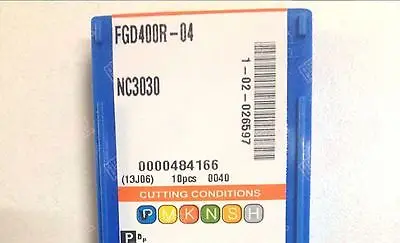 FGD400R-04
NC3030
1-02-026597
0000484166
(13J06) 10pcs 0040
CUTTING CONDITIONS
P M K N S H
P